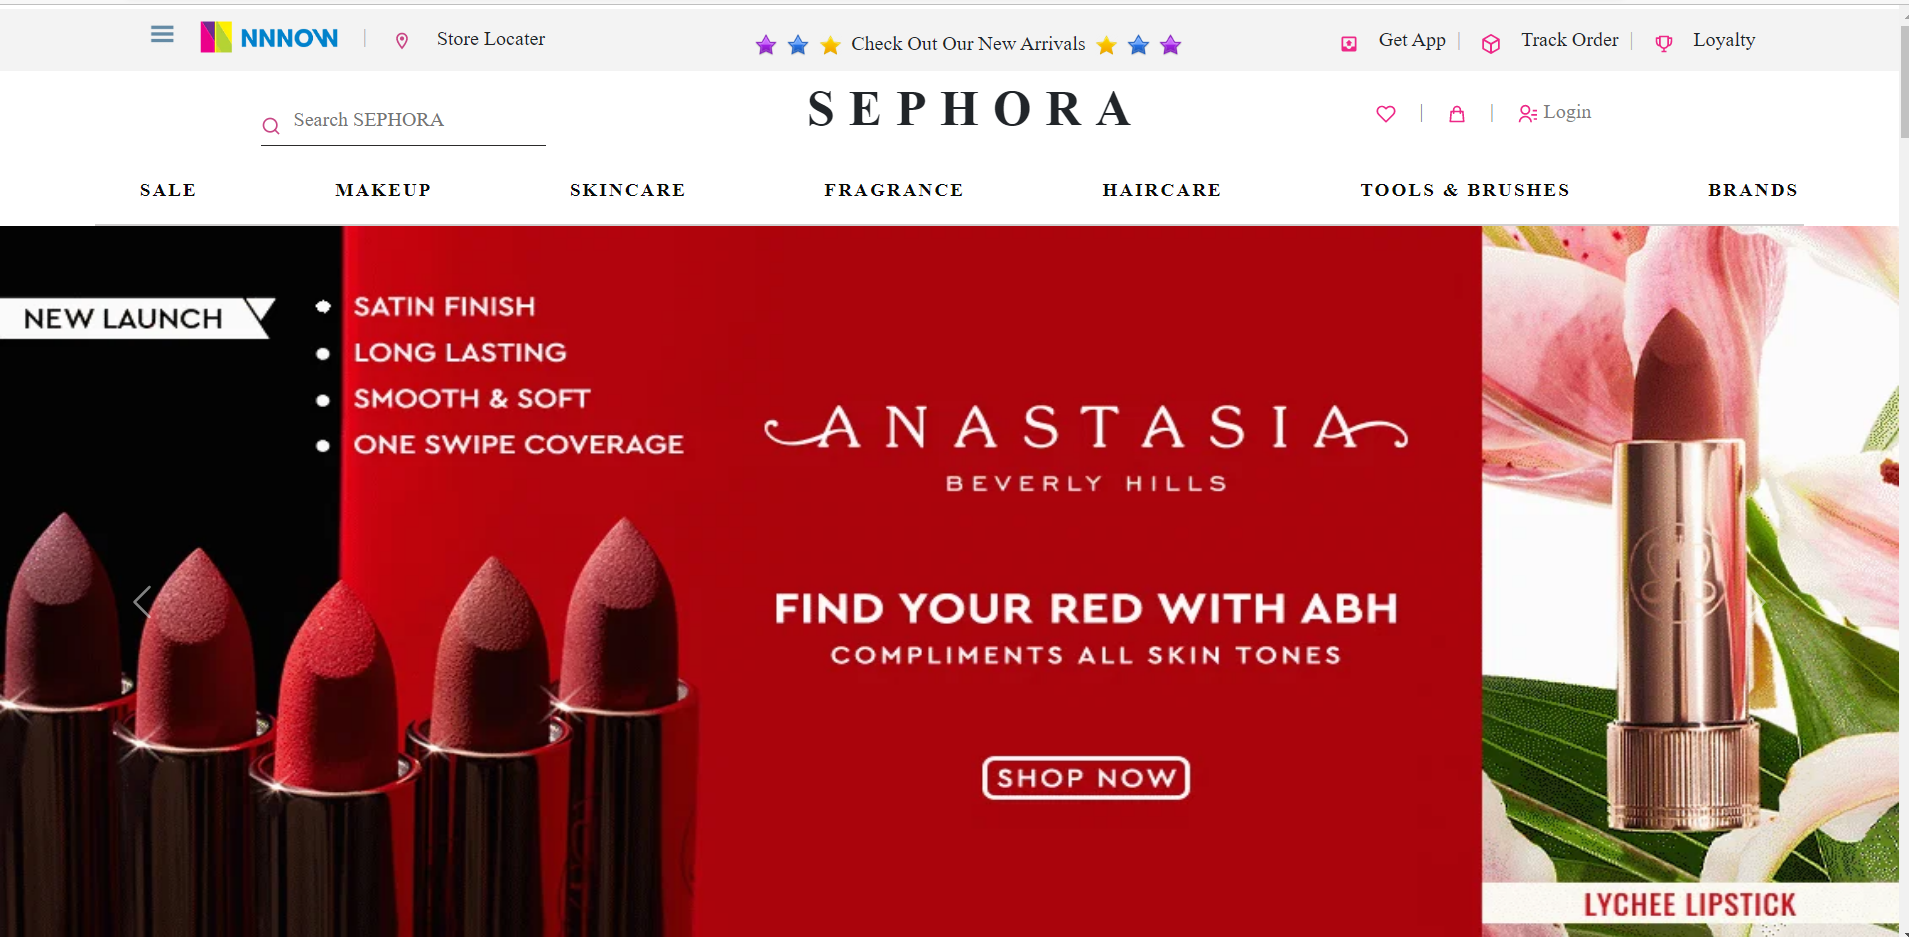 NNNOW
Store Locater
Check Out Our New Arrivals
Get App
Track Order
Loyalty
Search SEPHORA
SEPHORA
Login
SALE
MAKEUP
SKINCARE
FRAGRANCE
HAIRCARE
TOOLS & BRUSHES
BRANDS
NEW LAUNCH
SATIN FINISH
LONG LASTING
SMOOTH & SOFT
ONE SWIPE COVERAGE
ANASTASIA
BEVERLY HILLS
FIND YOUR RED WITH ABH
COMPLIMENTS ALL SKIN TONES
SHOP NOW
LYCHEE LIPSTICK